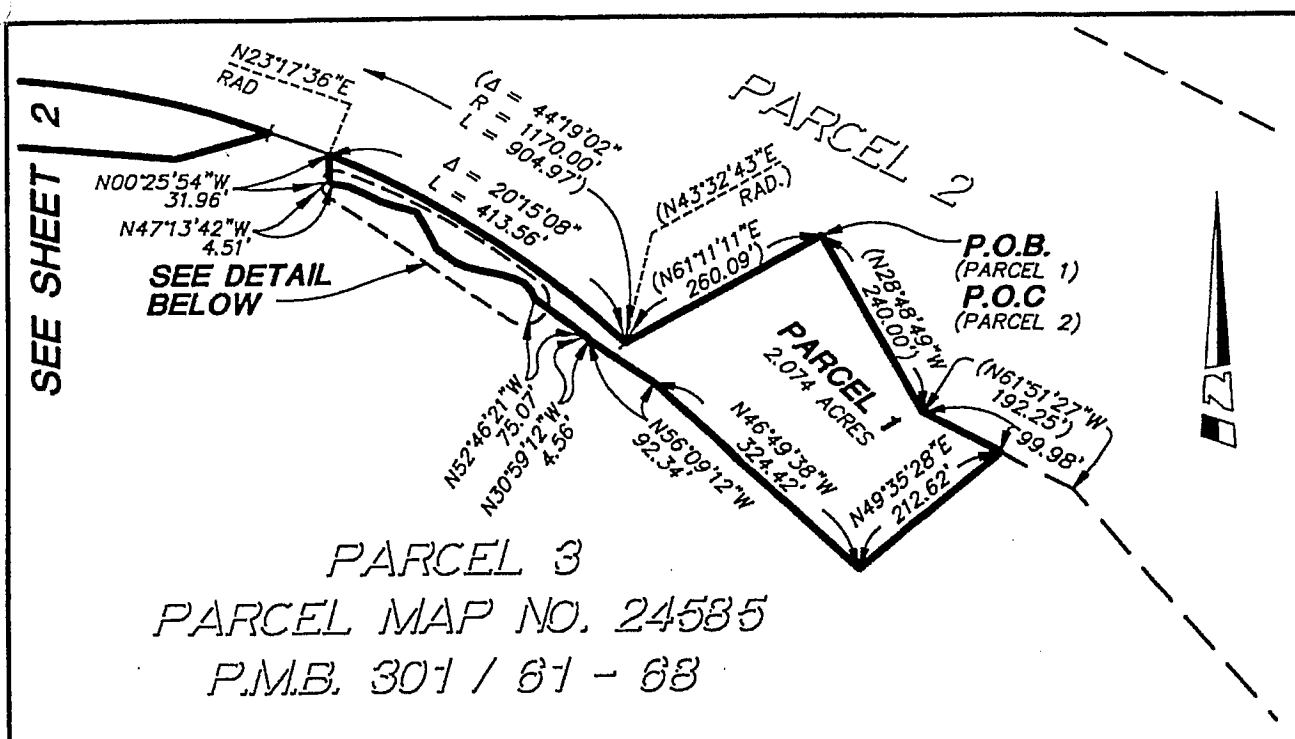 SEE SHEET 2
N23°17'36"E
RAD
(Δ = 44°19'02"
R = 1170.00'
L = 904.97')
Δ = 20°15'08"
L = 413.56'
PARCEL 2
(N43°32'43"E
RAD.)
N00°25'54"W
31.96'
N47°13'42"W
4.51'
SEE DETAIL
BELOW
(N61°11'11"E
260.09')
P.O.B.
(PARCEL 1)
P.O.C
(PARCEL 2)
(N28°48'49"W
240.00')
PARCEL 1
2.074 ACRES
(N61°51'27"W
192.25')
99.98'
N
N52°46'21"W
75.07'
N30°59'12"W
4.56'
N56°09'12"W
92.34'
N46°49'38"W
324.42'
N49°35'28"E
212.62'
PARCEL 3
PARCEL MAP NO. 24585
P.M.B. 301 / 61 - 68